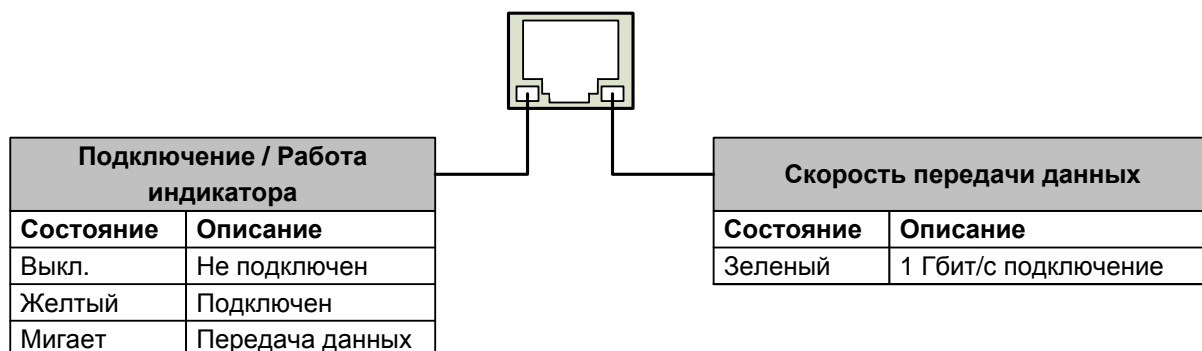 Подключение / Работа
индикатора
Состояние Описание
Выкл. Не подключен
Желтый Подключен
Мигает Передача данных
Скорость передачи данных
Состояние Описание
Зеленый 1 Гбит/с подключение